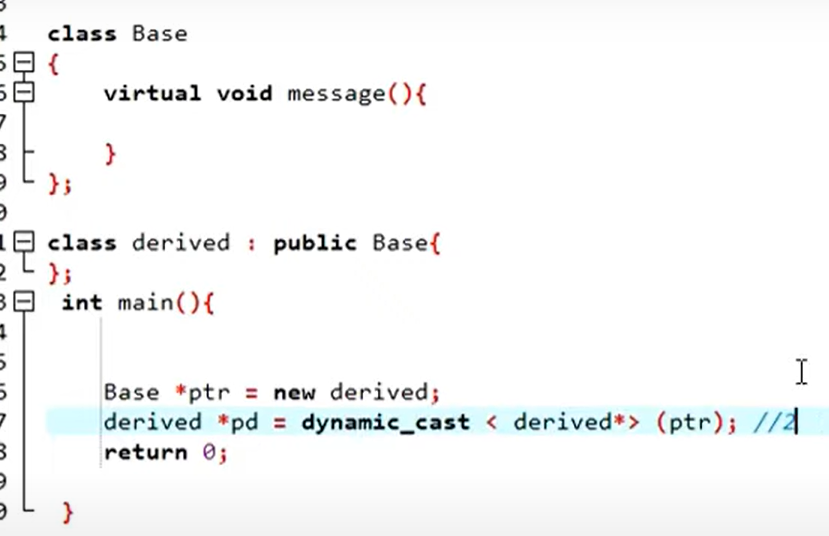 class Base
{
virtual void message(){
}
};
class derived : public Base{
};
int main(){
Base *ptr = new derived;
derived *pd = dynamic_cast < derived*> (ptr); //2
return 0;
}